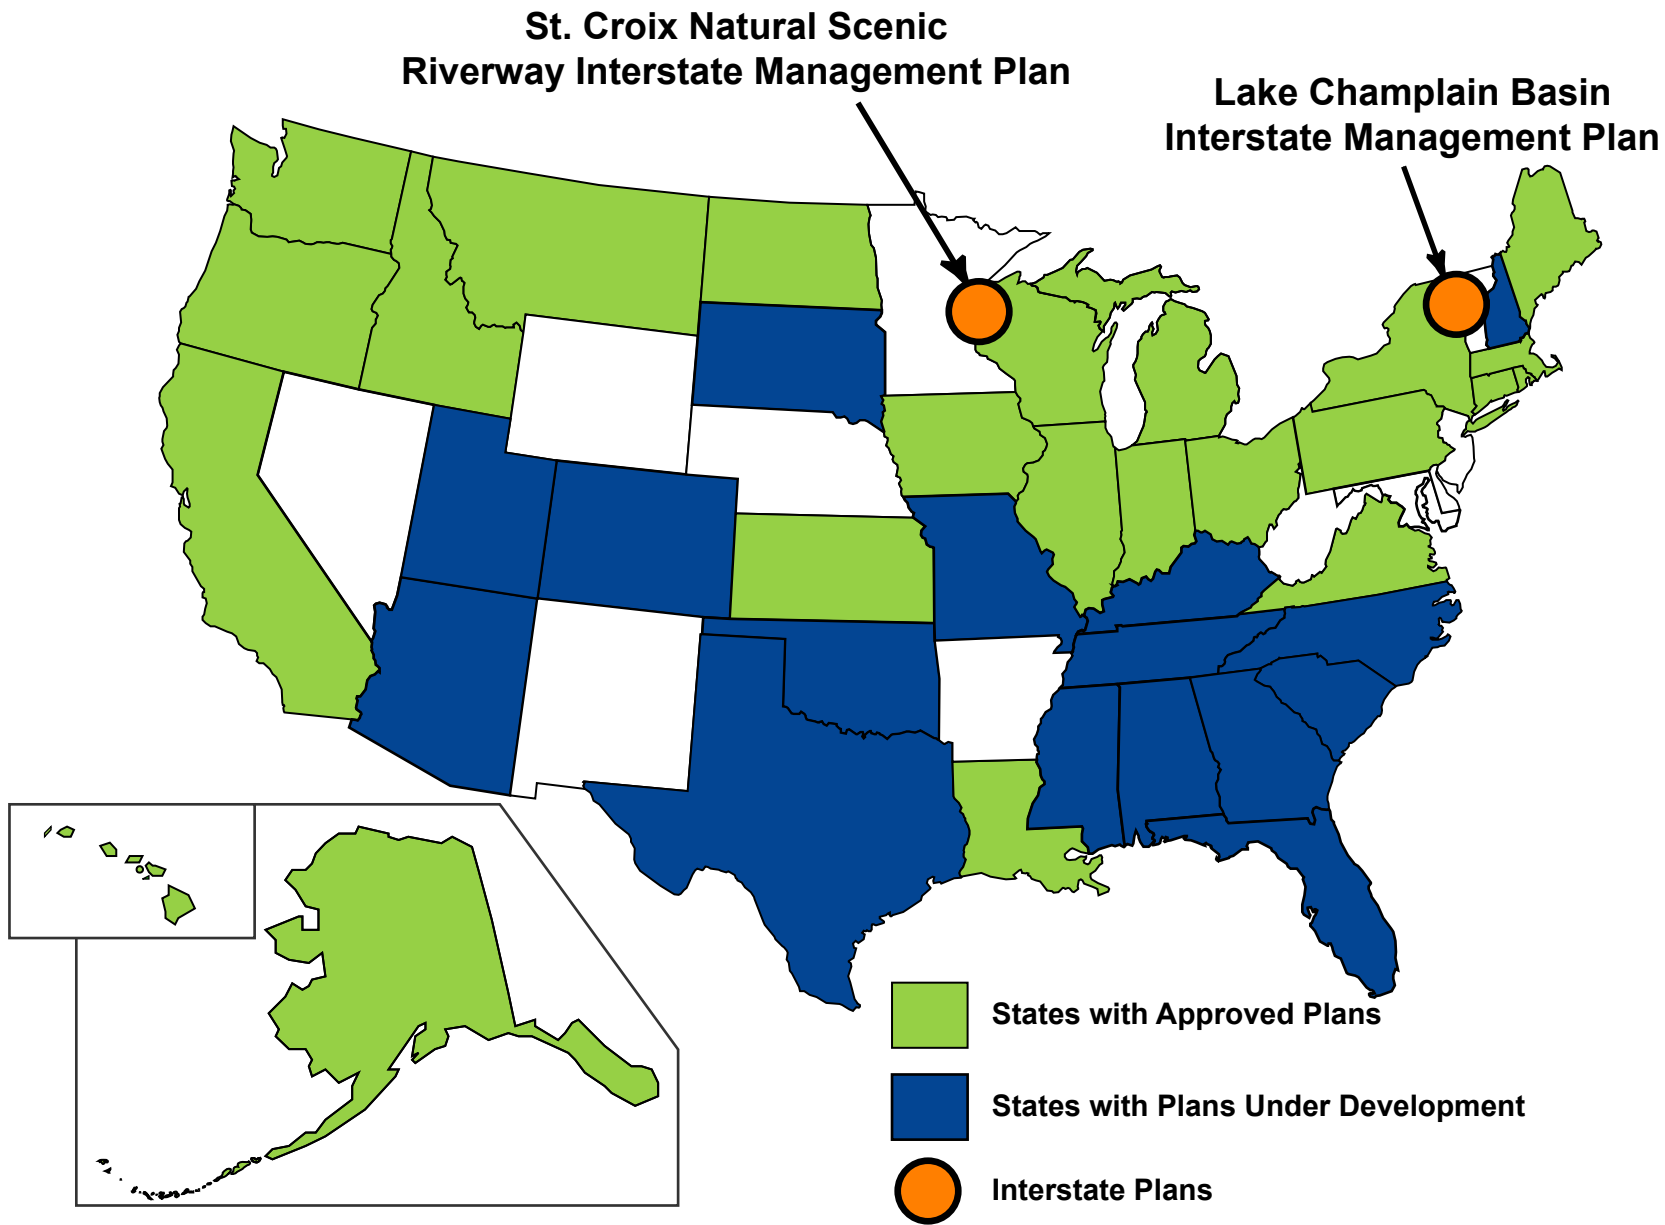 St. Croix Natural Scenic
Riverway Interstate Management Plan
Lake Champlain Basin
Interstate Management Plan
States with Approved Plans
States with Plans Under Development
Interstate Plans